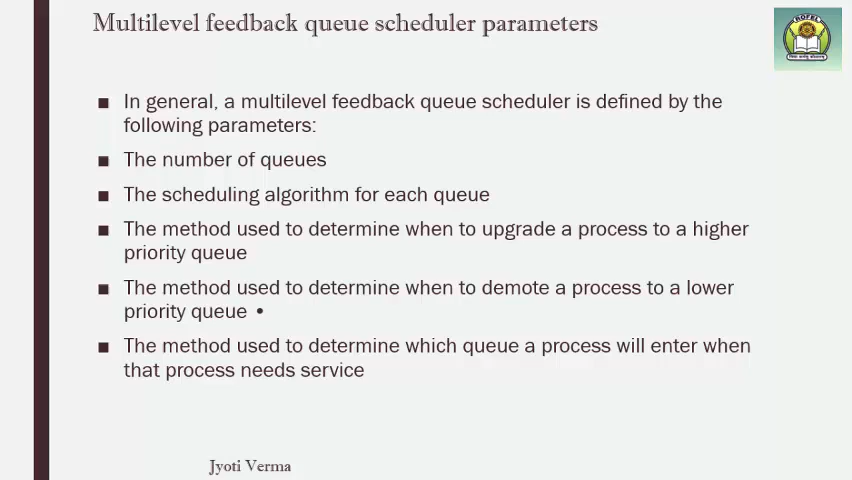 Multilevel feedback queue scheduler parameters
ROFEL
■ In general, a multilevel feedback queue scheduler is defined by the
following parameters:
■ The number of queues
■ The scheduling algorithm for each queue
■ The method used to determine when to upgrade a process to a higher
priority queue
■ The method used to determine when to demote a process to a lower
priority queue •
■ The method used to determine which queue a process will enter when
that process needs service
Jyoti Verma